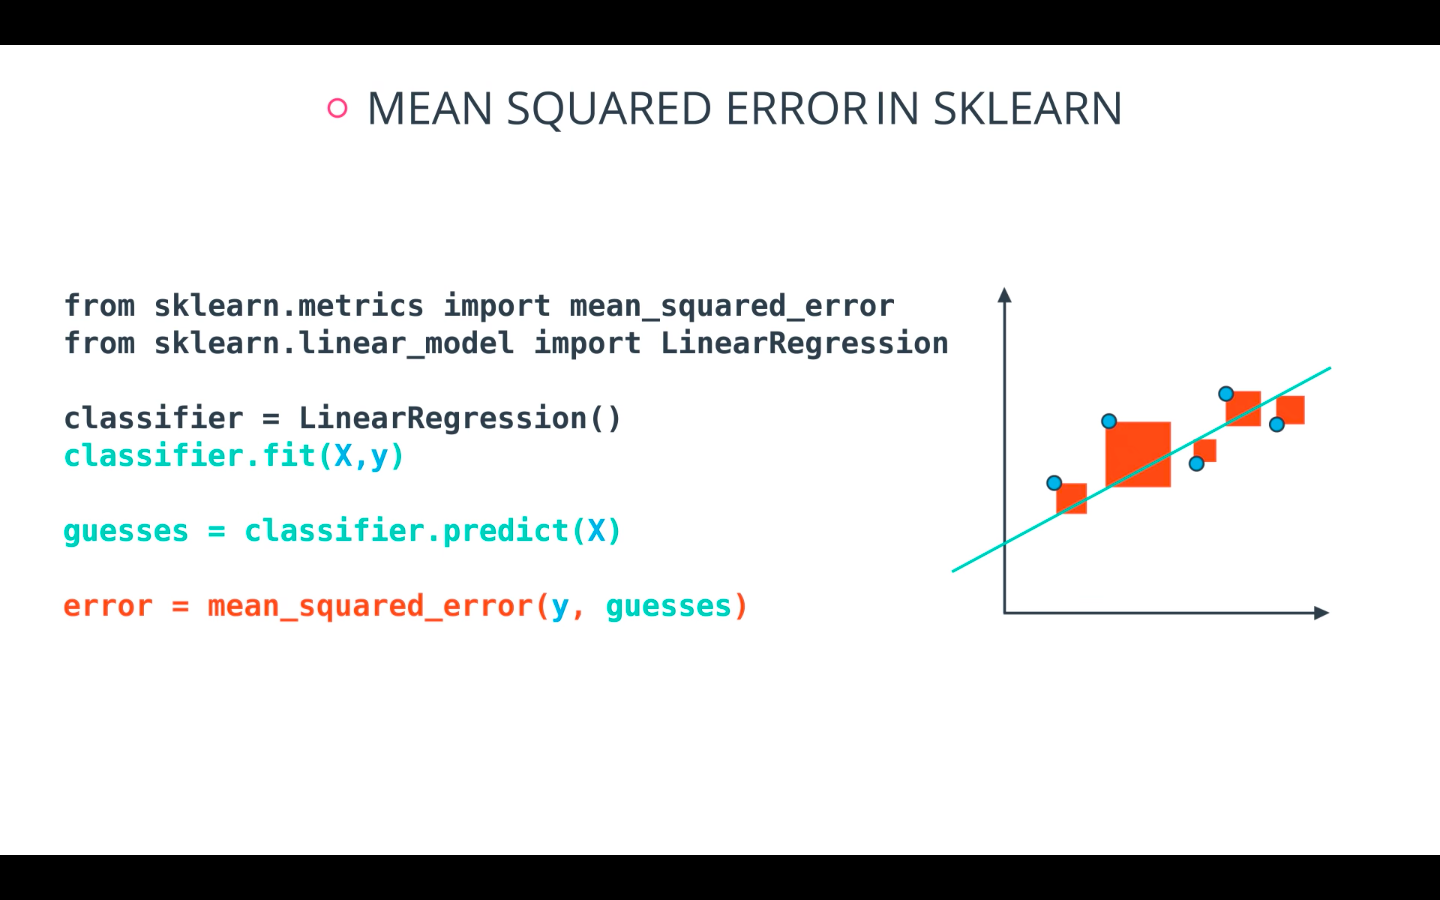 MEAN SQUARED ERROR IN SKLEARN
from sklearn.metrics import mean_squared_error
from sklearn.linear_model import LinearRegression
classifier = LinearRegression()
classifier.fit(X,y)
guesses = classifier.predict(X)
error = mean_squared_error(y, guesses)